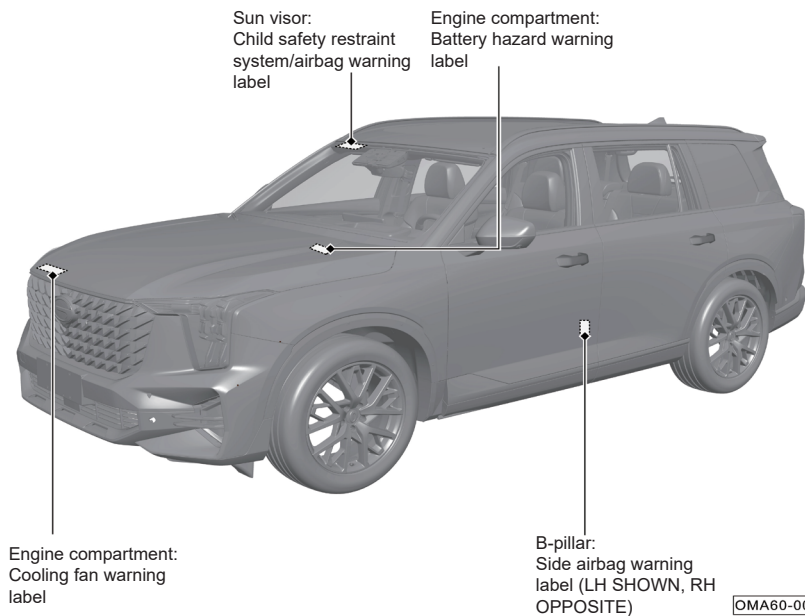 Sun visor:
Child safety restraint
system/airbag warning
label
Engine compartment:
Battery hazard warning
label
Engine compartment:
Cooling fan warning
label
B-pillar:
Side airbag warning
label (LH SHOWN, RH
OPPOSITE)